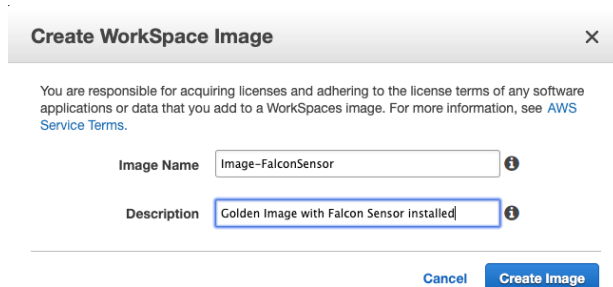 Create WorkSpace Image
You are responsible for acquiring licenses and adhering to the license terms of any software
applications or data that you add to a WorkSpaces image. For more information, see AWS
Service Terms.
Image Name Image-FalconSensor
Description Golden Image with Falcon Sensor installed
Cancel Create Image